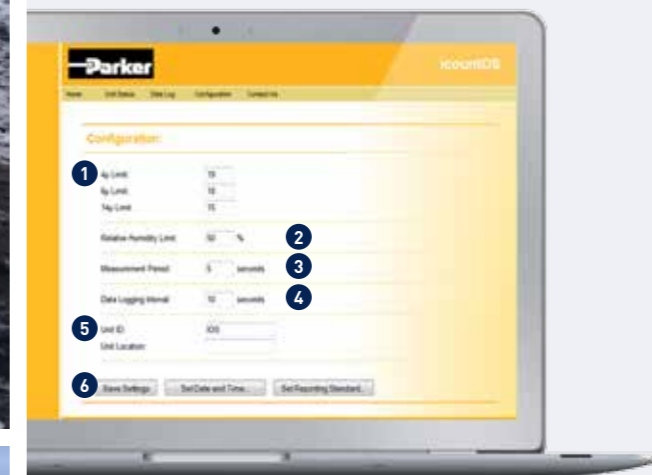 Parker
icountOS
Home Unit Status Data Log Configuration Contact Us
Configuration:
1 4µ Limit:
6µ Limit:
14µ Limit: 15
2 Relative Humidity Limit: 50 %
3 Measurement Period: 5 seconds
4 Data Logging Interval: 10 seconds
5 Unit ID: IOS
Unit Location:
6 Save Settings Set Date and Time... Set Reporting Standard...